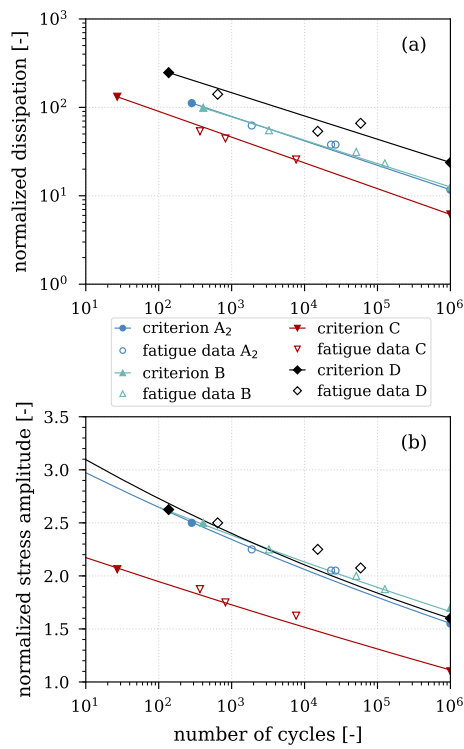 10^3
(a)
10^2
10^1
10^0
normalized dissipation [-]
10^1 10^2 10^3 10^4 10^5 10^6
criterion A_2
fatigue data A_2
criterion B
fatigue data B
criterion C
fatigue data C
criterion D
fatigue data D
3.5
(b)
3.0
2.5
2.0
1.5
1.0
normalized stress amplitude [-]
10^1 10^2 10^3 10^4 10^5 10^6
number of cycles [-]